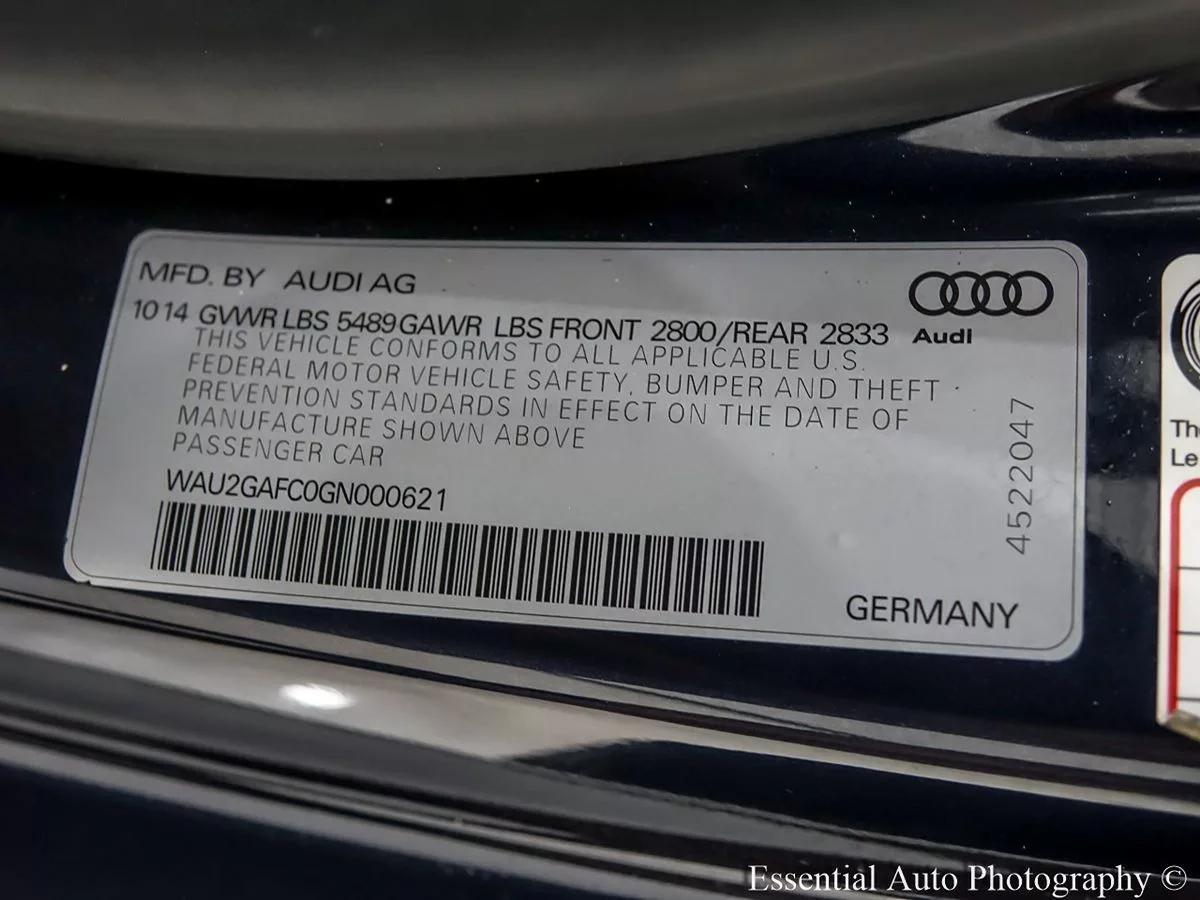 MFD. BY AUDI AG
1014 GVWR LBS 5489 GAWR LBS FRONT 2800/REAR 2833
Audi
THIS VEHICLE CONFORMS TO ALL APPLICABLE U.S.
FEDERAL MOTOR VEHICLE SAFETY, BUMPER AND THEFT
PREVENTION STANDARDS IN EFFECT ON THE DATE OF
MANUFACTURE SHOWN ABOVE
PASSENGER CAR
WAU2GAFC0GN000621
4522047
GERMANY
Le
Essential Auto Photography ©